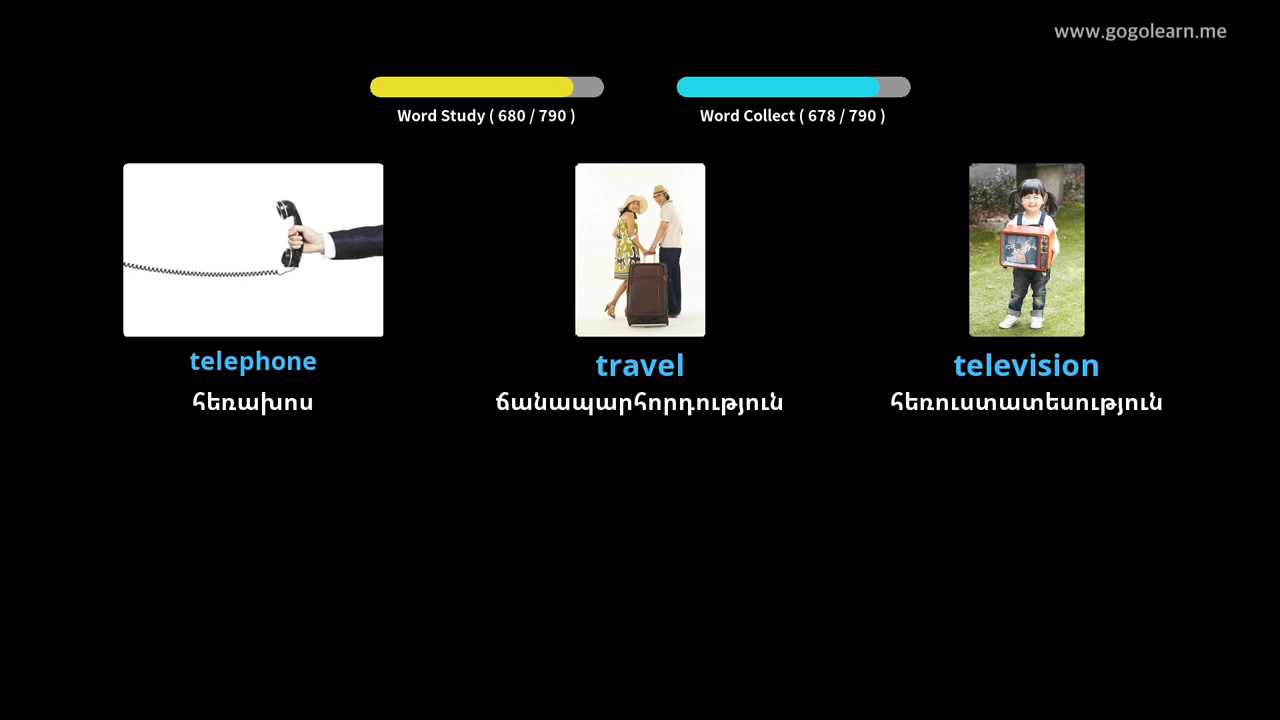 www.gogolearn.me
Word Study ( 680 / 790 )
Word Collect ( 678 / 790 )
telephone
հեռախոս
travel
ճանապարհորդություն
television
հեռուստատեսություն